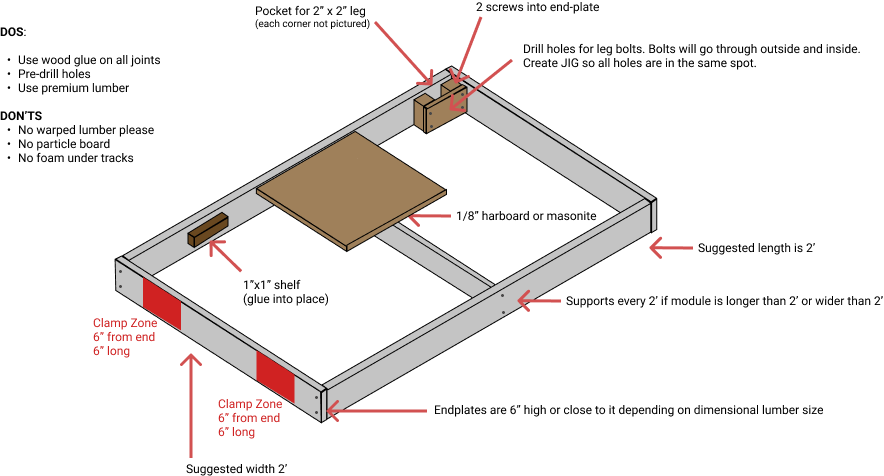 Pocket for 2” x 2” leg
(each corner not pictured)
2 screws into end-plate
DOS:
• Use wood glue on all joints
• Pre-drill holes
• Use premium lumber
DON’TS
• No warped lumber please
• No particle board
• No foam under tracks
Drill holes for leg bolts. Bolts will go through outside and inside.
Create JIG so all holes are in the same spot.
1/8” harboard or masonite
Suggested length is 2’
1”x1” shelf
(glue into place)
Supports every 2’ if module is longer than 2’ or wider than 2’
Clamp Zone
6” from end
6” long
Clamp Zone
6” from end
6” long
Endplates are 6” high or close to it depending on dimensional lumber size
Suggested width 2’